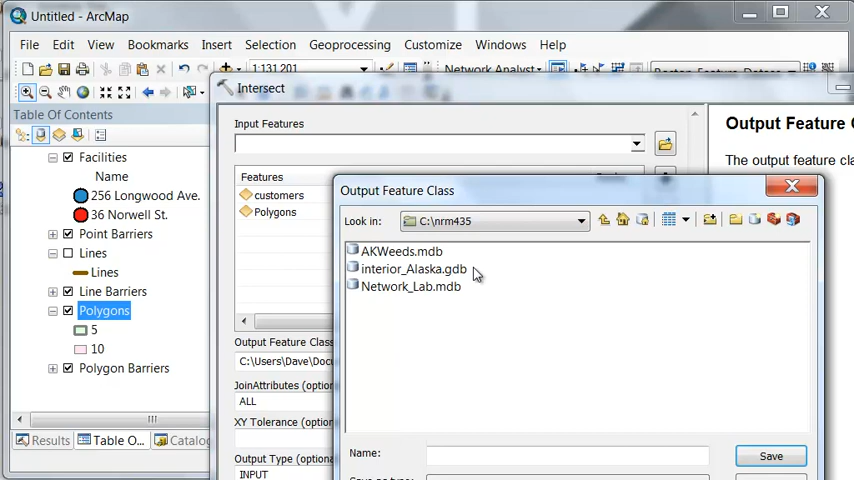 Untitled - ArcMap
File Edit View Bookmarks Insert Selection Geoprocessing Customize Windows Help
1:131,201 Network Analyst
Table Of Contents
Facilities
Name
256 Longwood Ave.
36 Norwell St.
Point Barriers
Lines
Lines
Line Barriers
Polygons
5
10
Polygon Barriers
Results Table O... Catalog
Intersect
Input Features
Features
customers
Polygons
Output Feature Class
C:\Users\Dave\Docu
JoinAttributes (optional
ALL
XY Tolerance (optional
Output Type (optional
INPUT
Output Feature C
The output feature cla
Output Feature Class
Look in: C:\nrm435
AKWeeds.mdb
interior_Alaska.gdb
Network_Lab.mdb
Name: Save